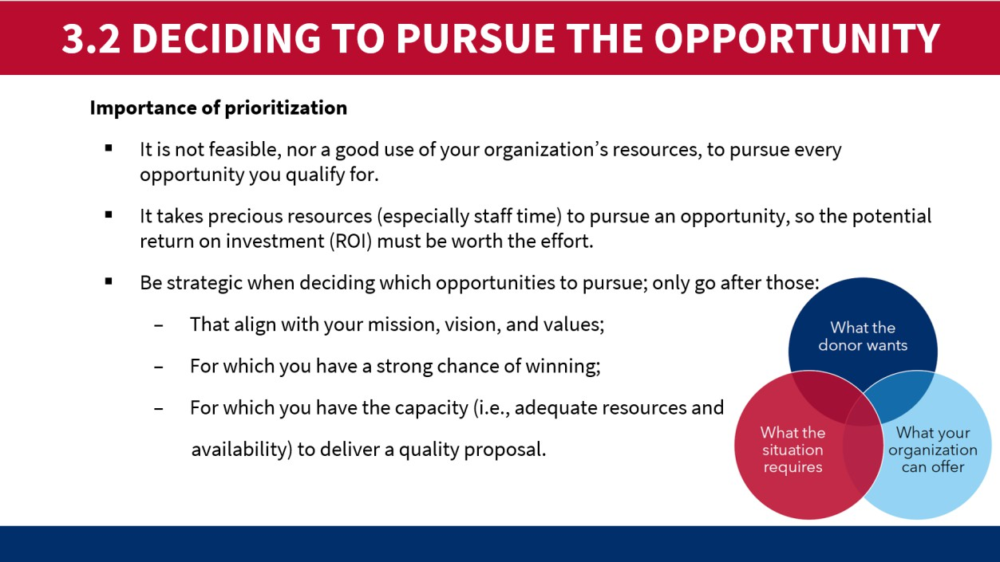 3.2 DECIDING TO PURSUE THE OPPORTUNITY
Importance of prioritization
▪ It is not feasible, nor a good use of your organization’s resources, to pursue every
opportunity you qualify for.
▪ It takes precious resources (especially staff time) to pursue an opportunity, so the potential
return on investment (ROI) must be worth the effort.
▪ Be strategic when deciding which opportunities to pursue; only go after those:
– That align with your mission, vision, and values;
– For which you have a strong chance of winning;
– For which you have the capacity (i.e., adequate resources and
availability) to deliver a quality proposal.
What the
donor wants
What the
situation
requires
What your
organization
can offer